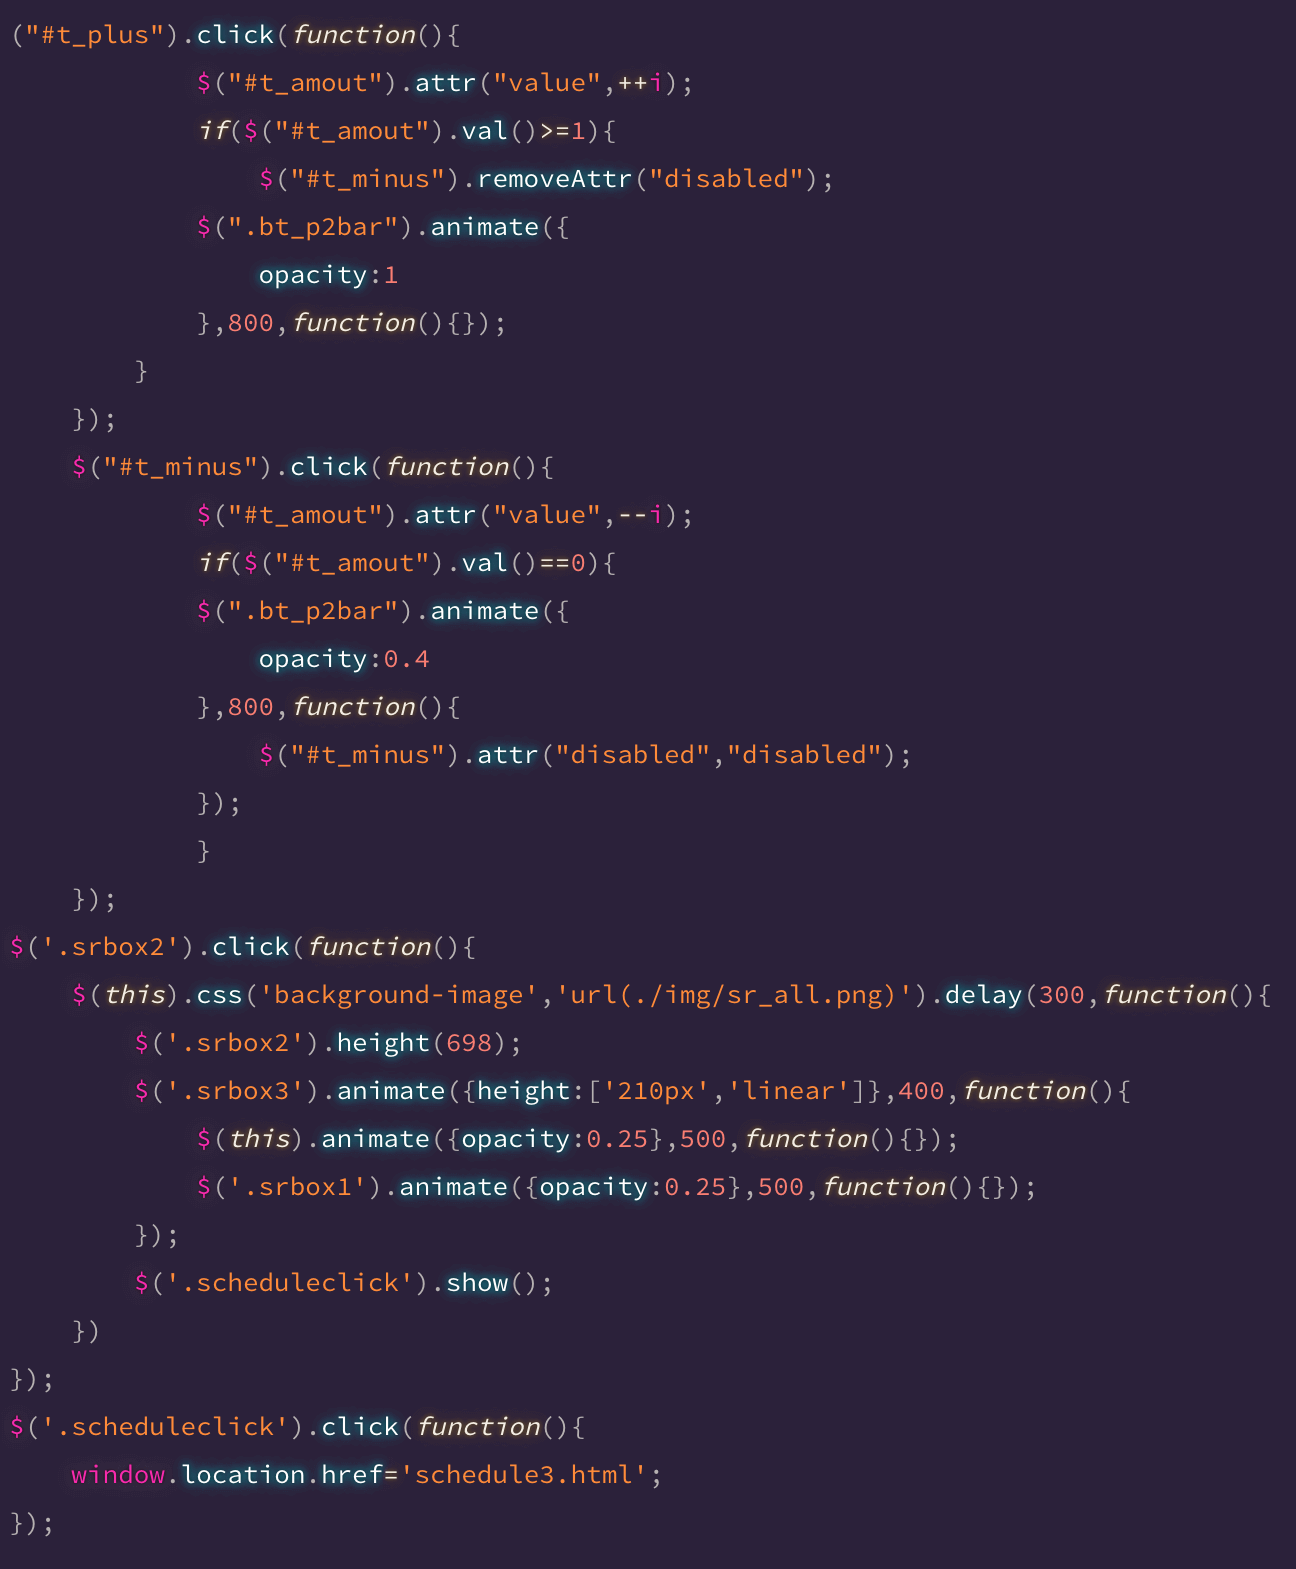 ("#t_plus").click(function(){
            $("#t_amout").attr("value",++i);
            if($("#t_amout").val()>=1){
                $("#t_minus").removeAttr("disabled");
            $(".bt_p2bar").animate({
                opacity:1
            },800,function(){});
        }
    });
    $("#t_minus").click(function(){
            $("#t_amout").attr("value",--i);
            if($("#t_amout").val()==0){
            $(".bt_p2bar").animate({
                opacity:0.4
            },800,function(){
                $("#t_minus").attr("disabled","disabled");
            });
            }
    });
$('.srbox2').click(function(){
    $(this).css('background-image','url(./img/sr_all.png)').delay(300,function(){
        $('.srbox2').height(698);
        $('.srbox3').animate({height:['210px','linear']},400,function(){
            $(this).animate({opacity:0.25},500,function(){});
            $('.srbox1').animate({opacity:0.25},500,function(){});
        });
        $('.scheduleclick').show();
    })
});
$('.scheduleclick').click(function(){
    window.location.href='schedule3.html';
});